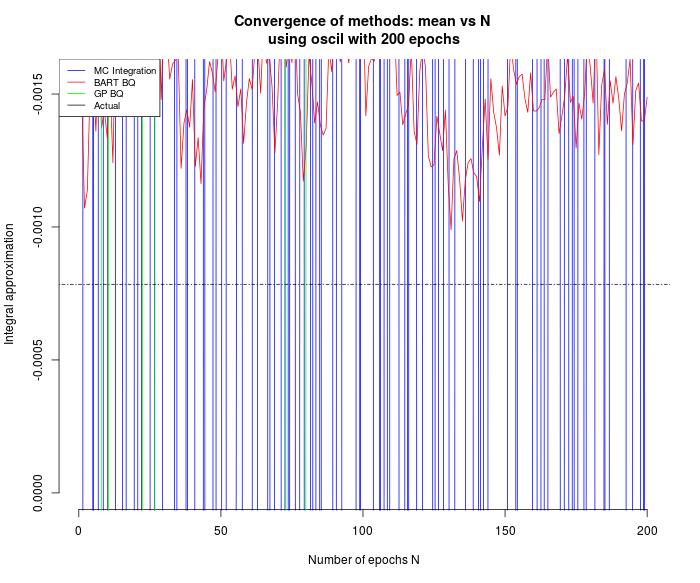 Convergence of methods: mean vs N
using oscil with 200 epochs
MC Integration
BART BQ
GP BQ
Actual
Integral approximation
-0.0015
-0.0010
-0.0005
0.0000
0
50
100
150
200
Number of epochs N